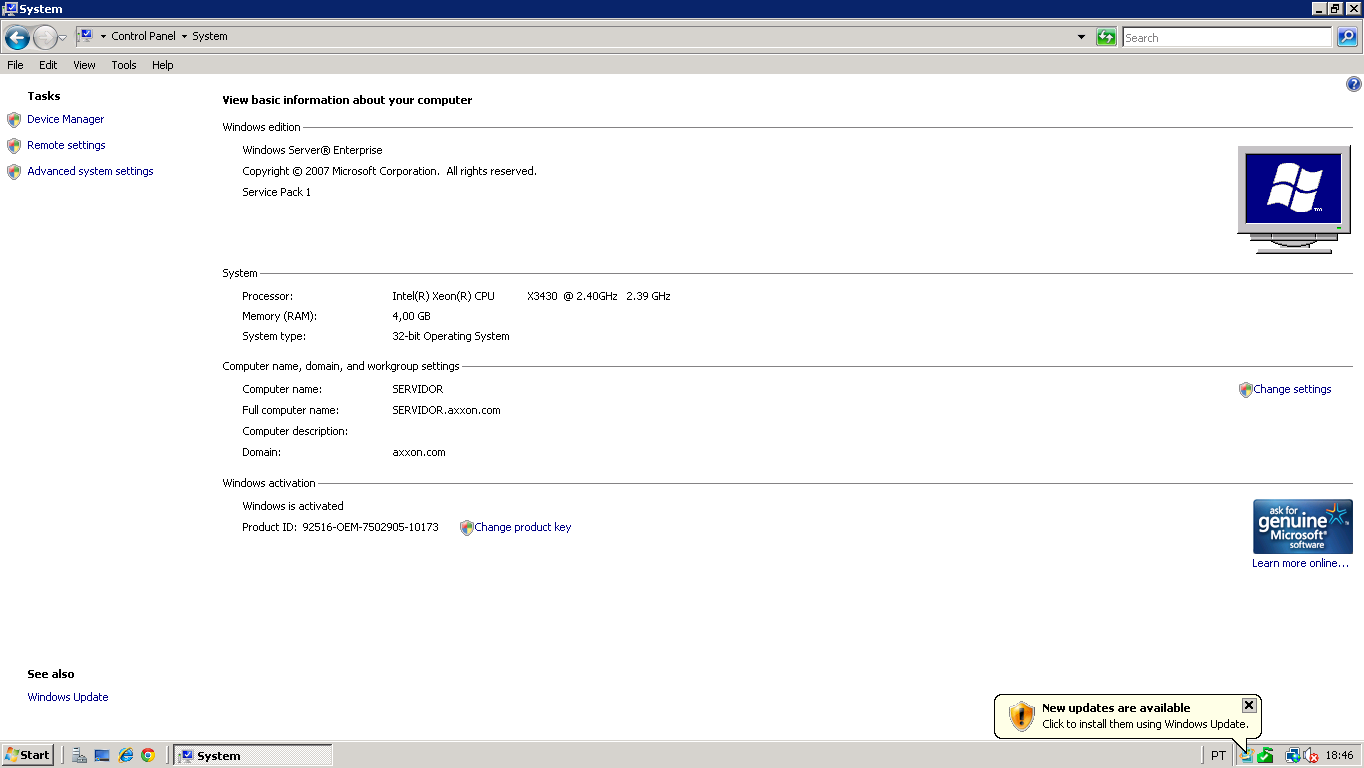 System
Control Panel System
Search
File Edit View Tools Help
Tasks
Device Manager
Remote settings
Advanced system settings
View basic information about your computer
Windows edition
Windows Server® Enterprise
Copyright © 2007 Microsoft Corporation. All rights reserved.
Service Pack 1
System
Processor: Intel(R) Xeon(R) CPU X3430 @ 2.40GHz 2.39 GHz
Memory (RAM): 4,00 GB
System type: 32-bit Operating System
Computer name, domain, and workgroup settings
Computer name: SERVIDOR
Change settings
Full computer name: SERVIDOR.axxon.com
Computer description:
Domain: axxon.com
Windows activation
Windows is activated
Product ID: 92516-OEM-7502905-10173 Change product key
ask for
genuine
Microsoft®
software
Learn more online...
See also
Windows Update
New updates are available
Click to install them using Windows Update.
Start
System
PT
18:46